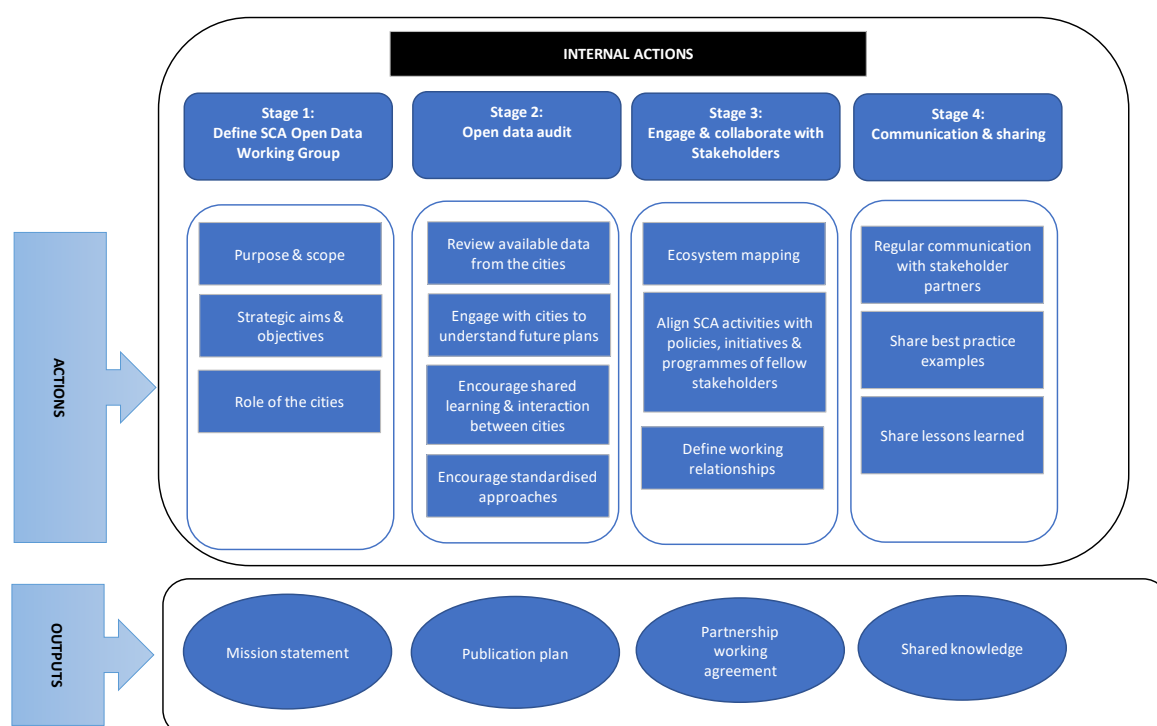 INTERNAL ACTIONS
Stage 1:
Define SCA Open Data
Working Group
Stage 2:
Open data audit
Stage 3:
Engage & collaborate with
Stakeholders
Stage 4:
Communication & sharing
ACTIONS
Purpose & scope
Strategic aims &
objectives
Role of the cities
Review available data
from the cities
Engage with cities to
understand future plans
Encourage shared
learning & interaction
between cities
Encourage standardised
approaches
Ecosystem mapping
Align SCA activities with
policies, initiatives &
programmes of fellow
stakeholders
Define working
relationships
Regular communication
with stakeholder
partners
Share best practice
examples
Share lessons learned
OUTPUTS
Mission statement
Publication plan
Partnership
working
agreement
Shared knowledge